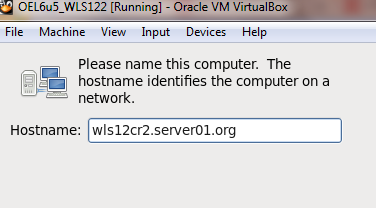 OEL6u5_WLS122 [Running] - Oracle VM VirtualBox
File Machine View Input Devices Help
Please name this computer. The
hostname identifies the computer on a
network.
Hostname: wls12cr2.server01.org